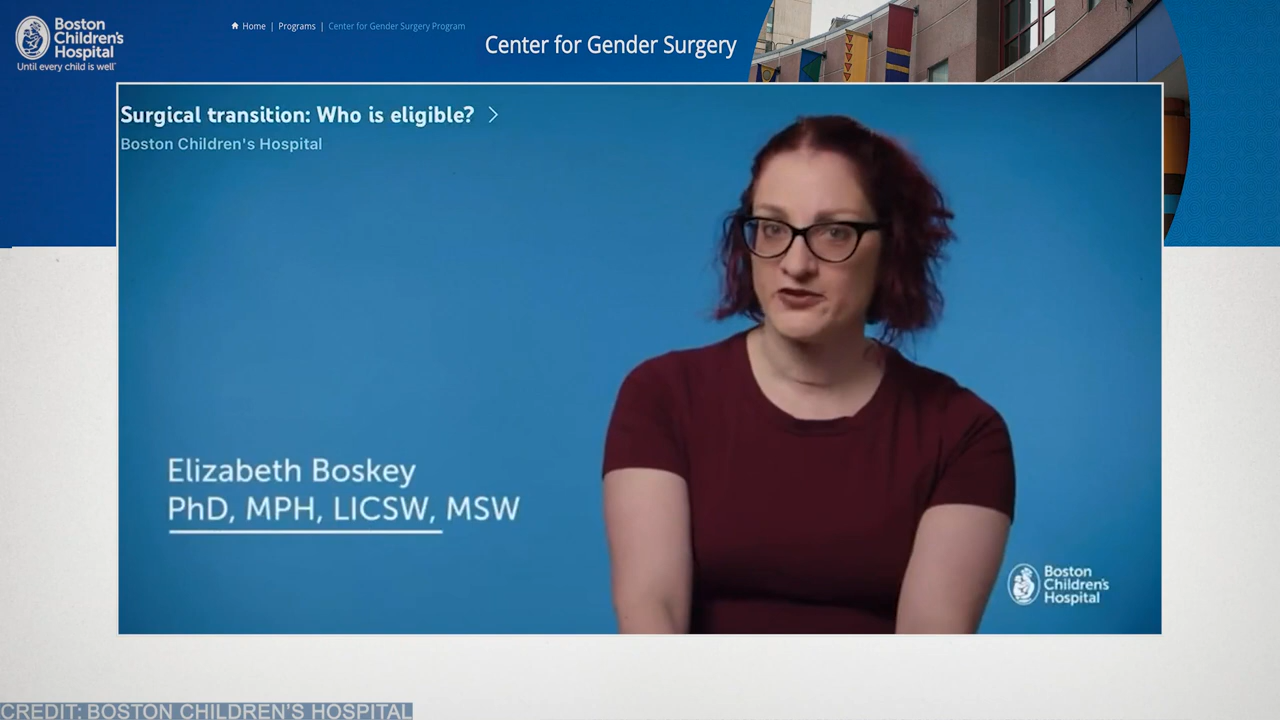 Boston
Children's
Hospital
Until every child is well™
Home | Programs | Center for Gender Surgery Program
Center for Gender Surgery
Surgical transition: Who is eligible?
Boston Children's Hospital
Elizabeth Boskey
PhD, MPH, LICSW, MSW
Boston
Children's
Hospital
CREDIT: BOSTON CHILDREN'S HOSPITAL